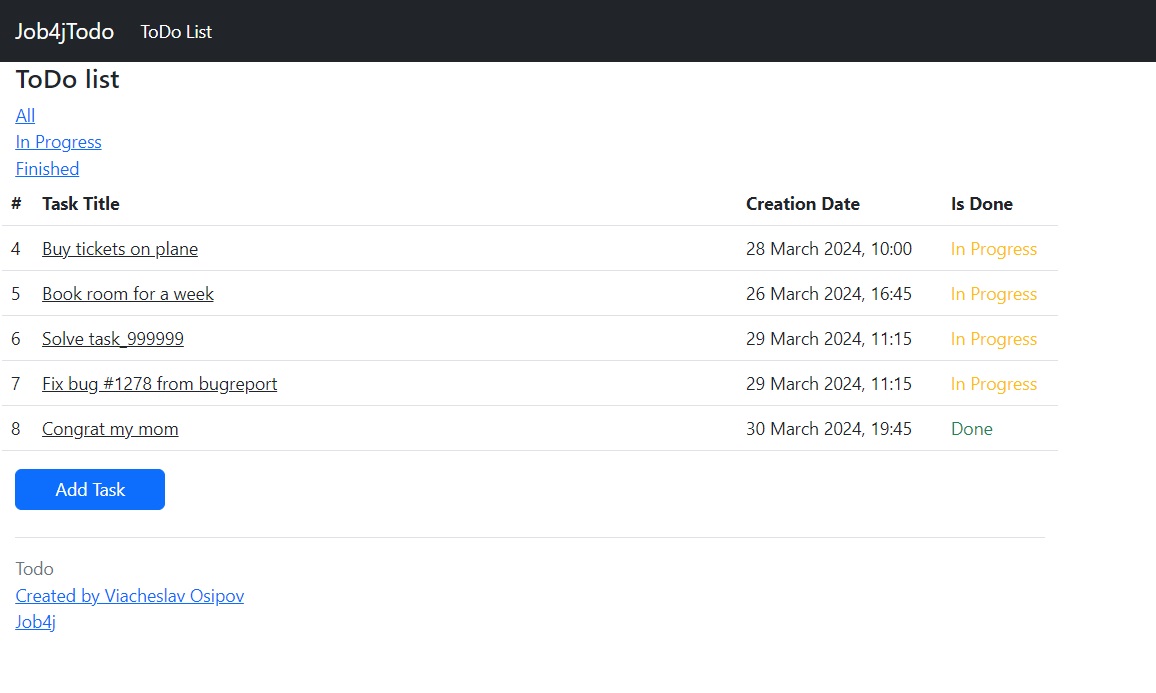 Job4jTodo ToDo List
ToDo list
All
In Progress
Finished
# Task Title Creation Date Is Done
4 Buy tickets on plane 28 March 2024, 10:00 In Progress
5 Book room for a week 26 March 2024, 16:45 In Progress
6 Solve task_999999 29 March 2024, 11:15 In Progress
7 Fix bug #1278 from bugreport 29 March 2024, 11:15 In Progress
8 Congrat my mom 30 March 2024, 19:45 Done
Add Task
Todo
Created by Viacheslav Osipov
Job4j